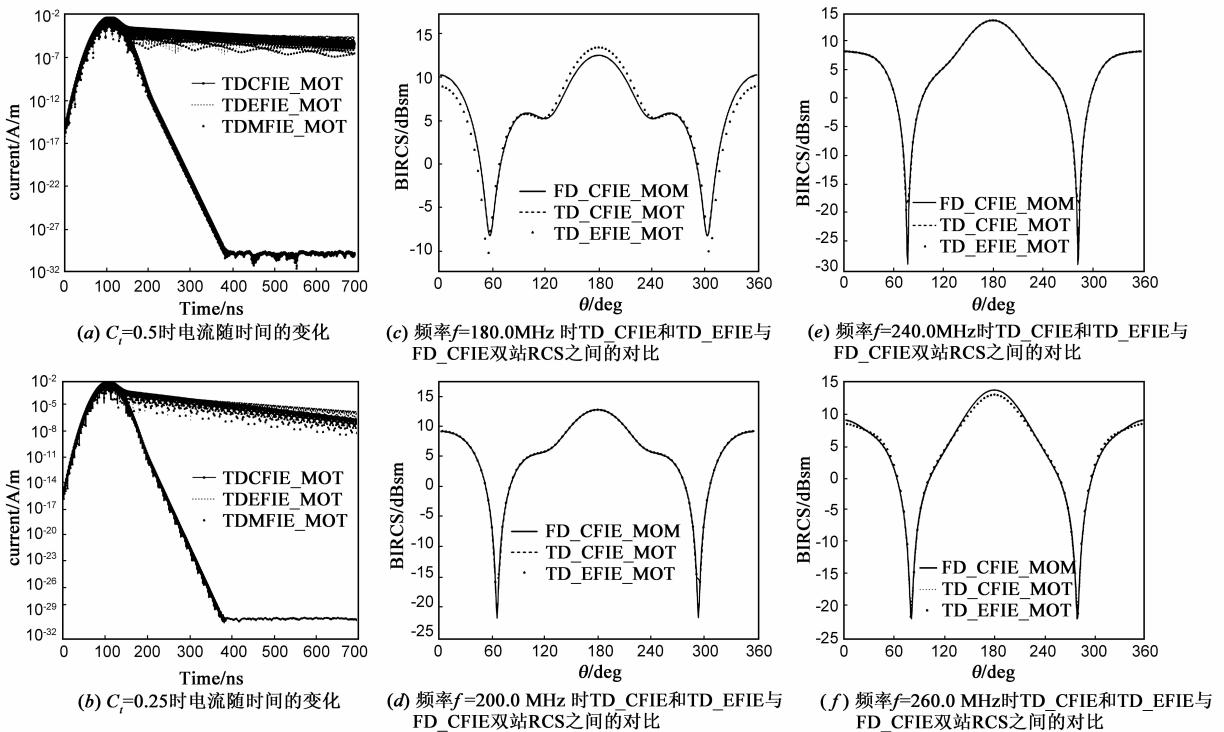 10⁻²
10⁻⁷
10⁻¹²
10⁻¹⁷
10⁻²²
10⁻²⁷
10⁻³²
current/A/m
TDCFIE_MOT
TDEFIE_MOT
TDMFIE_MOT
0 100 200 300 400 500 600 700
Time/ns
(a) Cₜ=0.5时电流随时间的变化
15
10
5
0
-5
-10
BIRCS/dBsm
FD_CFIE_MOM
TD_CFIE_MOT
TD_EFIE_MOT
0 60 120 180 240 300 360
θ/deg
(c) 频率f=180.0MHz 时TD_CFIE和TD_EFIE与
FD_CFIE双站RCS之间的对比
15
10
5
0
-5
-10
-15
-20
-25
-30
BIRCS/dBsm
FD_CFIE_MOM
TD_CFIE_MOT
TD_EFIE_MOT
0 60 120 180 240 300 360
θ/deg
(e) 频率f=240.0MHz时TD_CFIE和TD_EFIE与
FD_CFIE双站RCS之间的对比
10⁻²
10⁻⁵
10⁻⁸
10⁻¹¹
10⁻¹⁴
10⁻¹⁷
10⁻²⁰
10⁻²³
10⁻²⁶
10⁻²⁹
10⁻³²
current/A/m
TDCFIE_MOT
TDEFIE_MOT
TDMFIE_MOT
0 100 200 300 400 500 600 700
Time/ns
(b) Cₜ=0.25时电流随时间的变化
15
10
5
0
-5
-10
-15
-20
-25
BIRCS/dBsm
FD_CFIE_MOM
TD_CFIE_MOT
TD_EFIE_MOT
0 60 120 180 240 300 360
θ/deg
(d) 频率f=200.0 MHz 时TD_CFIE和TD_EFIE与
FD_CFIE双站RCS之间的对比
15
10
5
0
-5
-10
-15
-20
-25
BIRCS/dBsm
FD_CFIE_MOM
TD_CFIE_MOT
TD_EFIE_MOT
0 60 120 180 240 300 360
θ/deg
(f) 频率f=260.0 MHz时TD_CFIE和TD_EFIE与
FD_CFIE双站RCS之间的对比